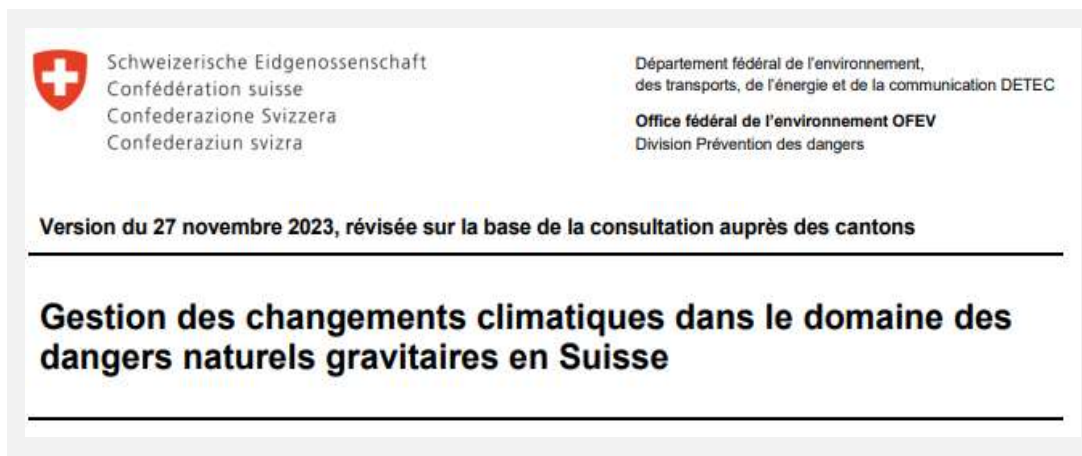 Schweizerische Eidgenossenschaft
Confédération suisse
Confederazione Svizzera
Confederaziun svizra
Département fédéral de l'environnement,
des transports, de l'énergie et de la communication DETEC
Office fédéral de l'environnement OFEV
Division Prévention des dangers
Version du 27 novembre 2023, révisée sur la base de la consultation auprès des cantons
Gestion des changements climatiques dans le domaine des
dangers naturels gravitaires en Suisse